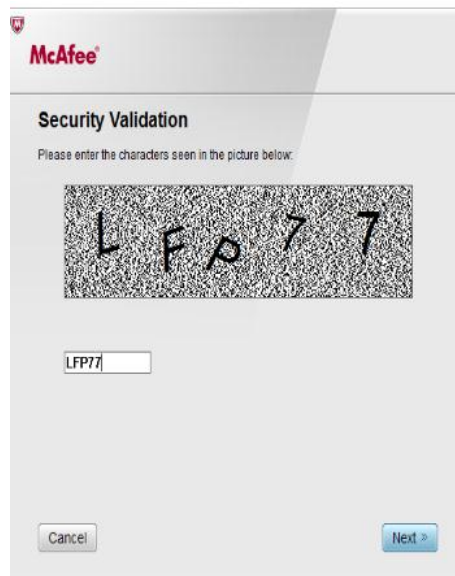 McAfee®
Security Validation
Please enter the characters seen in the picture below:
L F P 7 7
LFP77
Cancel
Next »